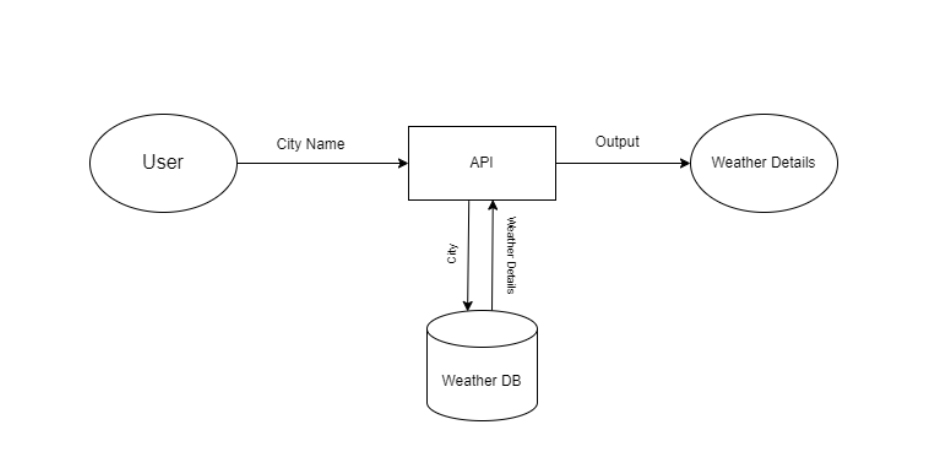 User
City Name
API
Output
Weather Details
City
Weather Details
Weather DB